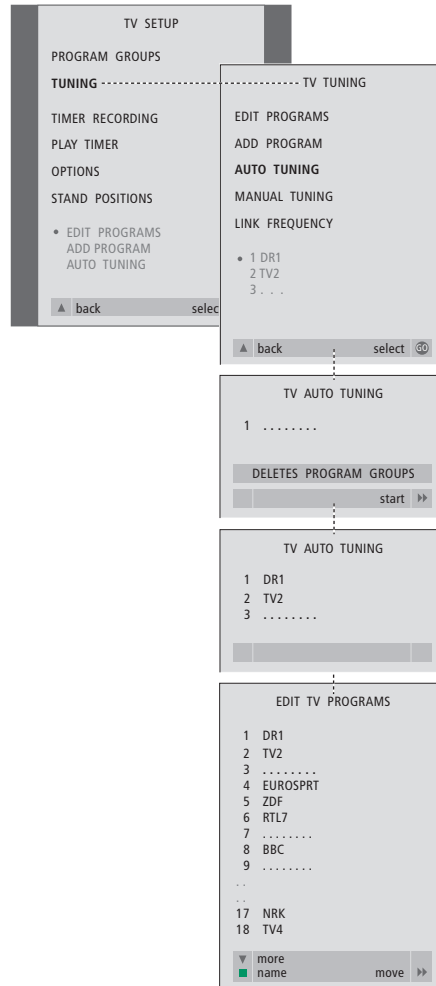 TV SETUP
PROGRAM GROUPS
TUNING
TIMER RECORDING
PLAY TIMER
OPTIONS
STAND POSITIONS
• EDIT PROGRAMS
ADD PROGRAM
AUTO TUNING
▲ back selec
TV TUNING
EDIT PROGRAMS
ADD PROGRAM
AUTO TUNING
MANUAL TUNING
LINK FREQUENCY
• 1 DR1
2 TV2
3 . . .
▲ back select GO
TV AUTO TUNING
1 ........
DELETES PROGRAM GROUPS
start ▸▸
TV AUTO TUNING
1 DR1
2 TV2
3 ........
EDIT TV PROGRAMS
1 DR1
2 TV2
3 ........
4 EUROSPRT
5 ZDF
6 RTL7
7 ........
8 BBC
9 ........
. .
. .
17 NRK
18 TV4
▼ more
■ name move ▸▸